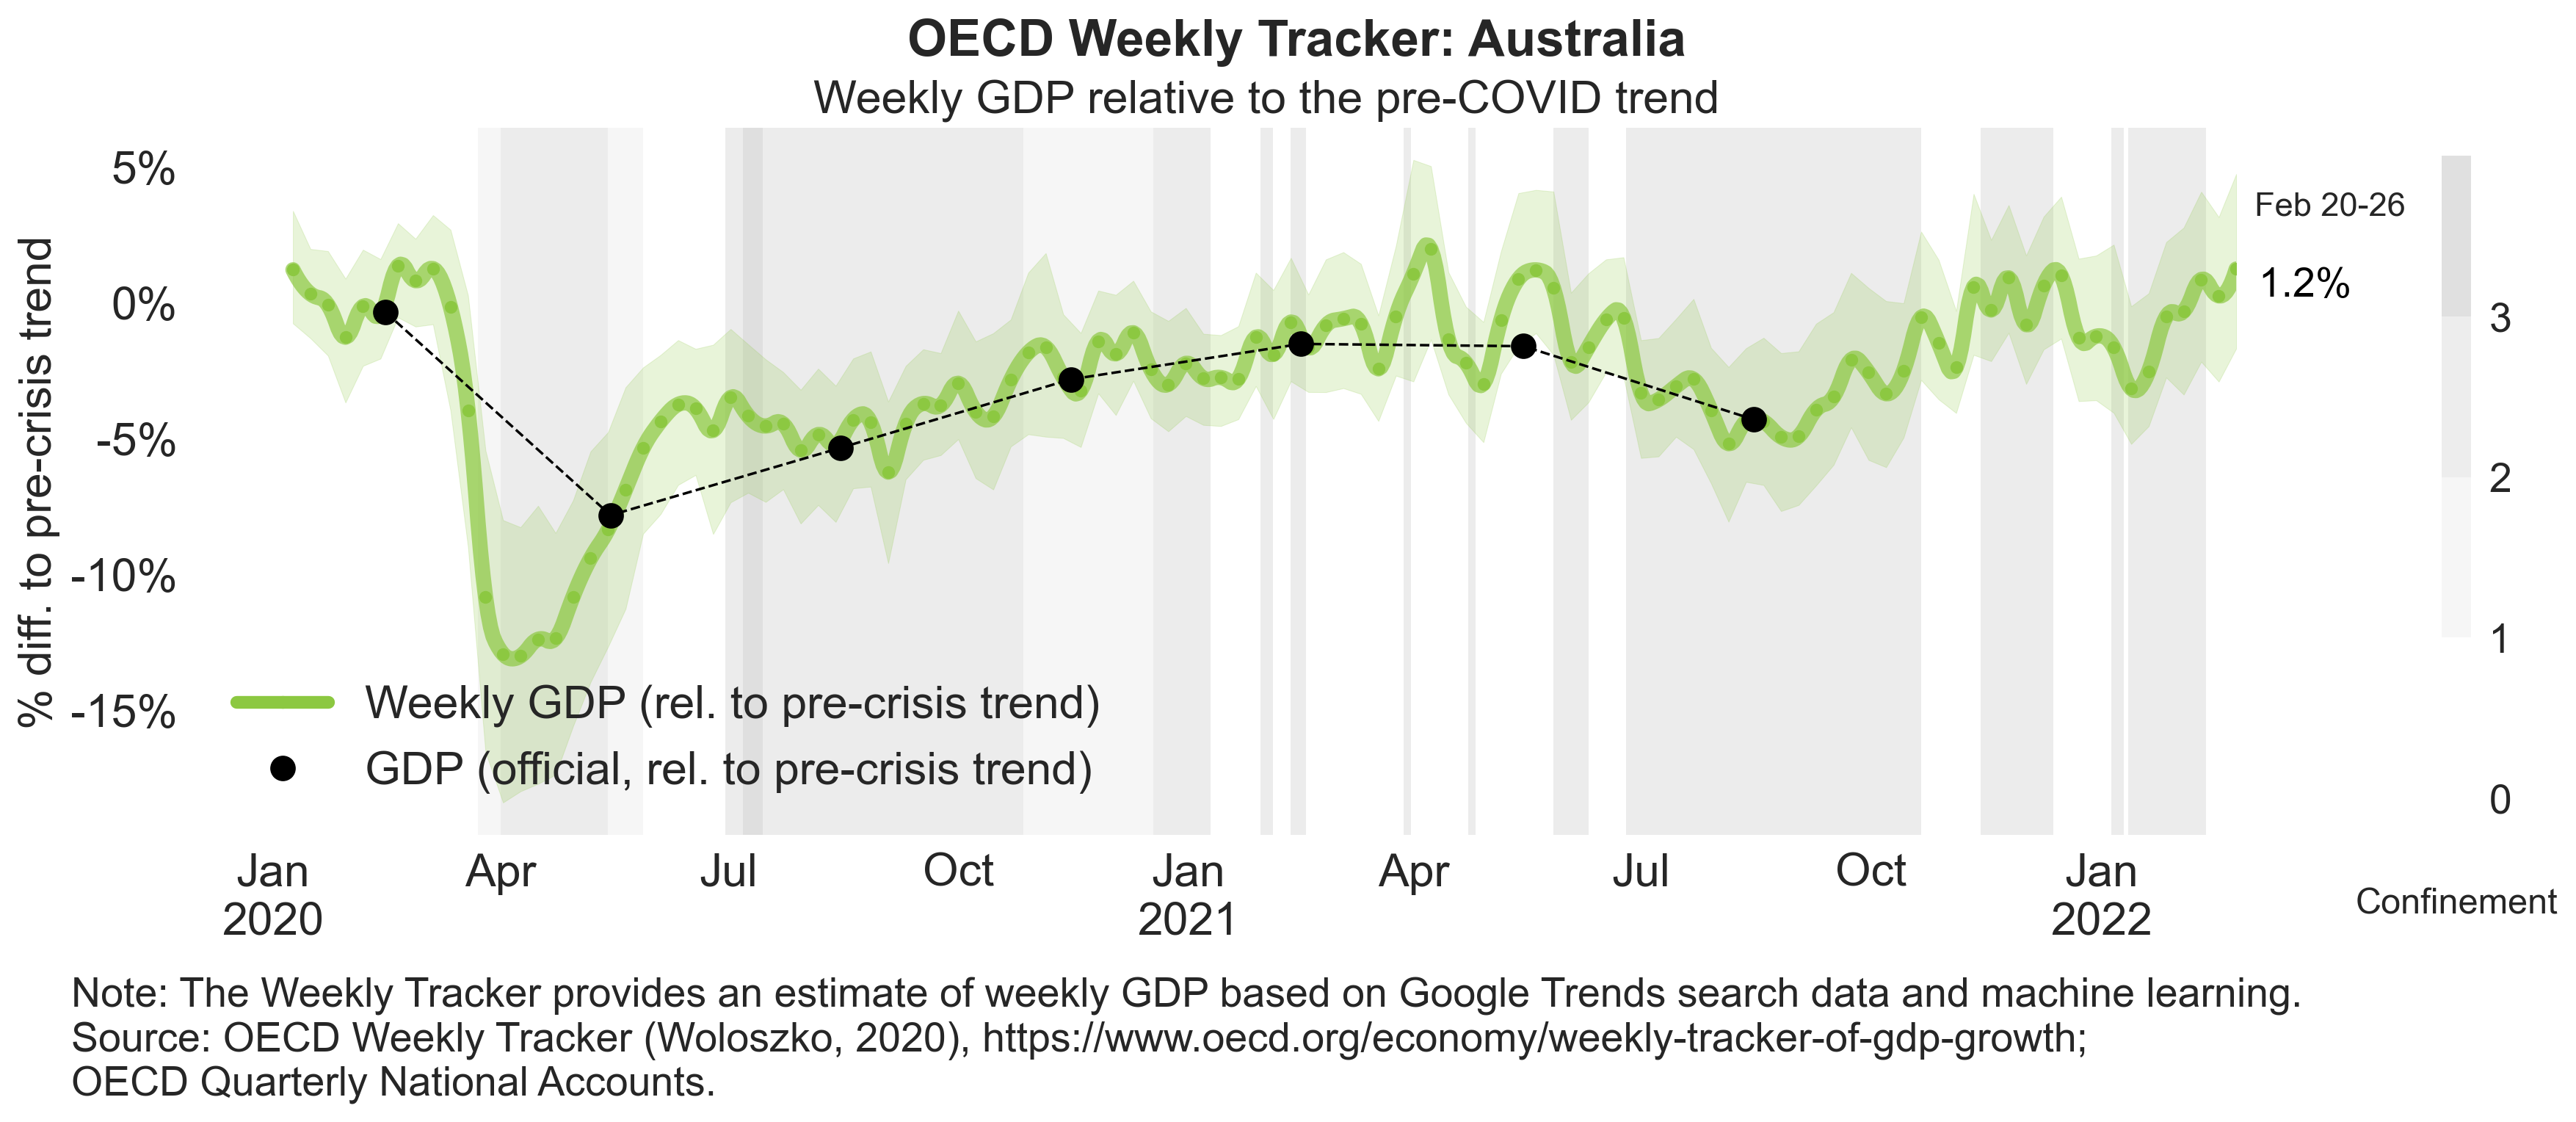 OECD Weekly Tracker: Australia
Weekly GDP relative to the pre-COVID trend
% diff. to pre-crisis trend
5%
0%
-5%
-10%
-15%
Weekly GDP (rel. to pre-crisis trend)
GDP (official, rel. to pre-crisis trend)
Feb 20-26
1.2%
3
2
1
0
Confinement
Jan
2020
Apr
Jul
Oct
Jan
2021
Apr
Jul
Oct
Jan
2022
Note: The Weekly Tracker provides an estimate of weekly GDP based on Google Trends search data and machine learning.
Source: OECD Weekly Tracker (Woloszko, 2020), https://www.oecd.org/economy/weekly-tracker-of-gdp-growth;
OECD Quarterly National Accounts.